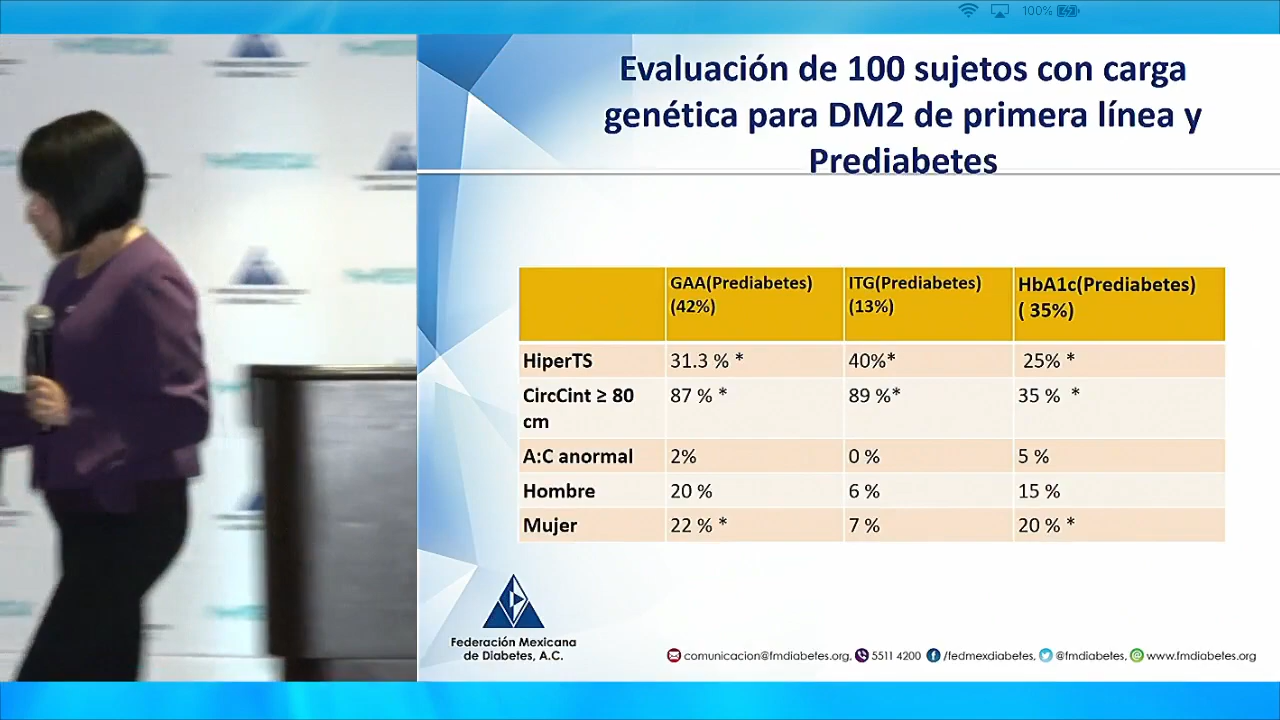 100%
Evaluación de 100 sujetos con carga
genética para DM2 de primera línea y
Prediabetes
GAA(Prediabetes) ITG(Prediabetes) HbA1c(Prediabetes)
(42%) (13%) ( 35%)
HiperTS 31.3 % * 40%* 25% *
CircCint ≥ 80 87 % * 89 %* 35 % *
cm
A:C anormal 2% 0 % 5 %
Hombre 20 % 6 % 15 %
Mujer 22 % * 7 % 20 % *
Federación Mexicana
de Diabetes, A.C.
comunicacion@fmdiabetes.org, 5511 4200 /fedmexdiabetes, @fmdiabetes, www.fmdiabetes.org